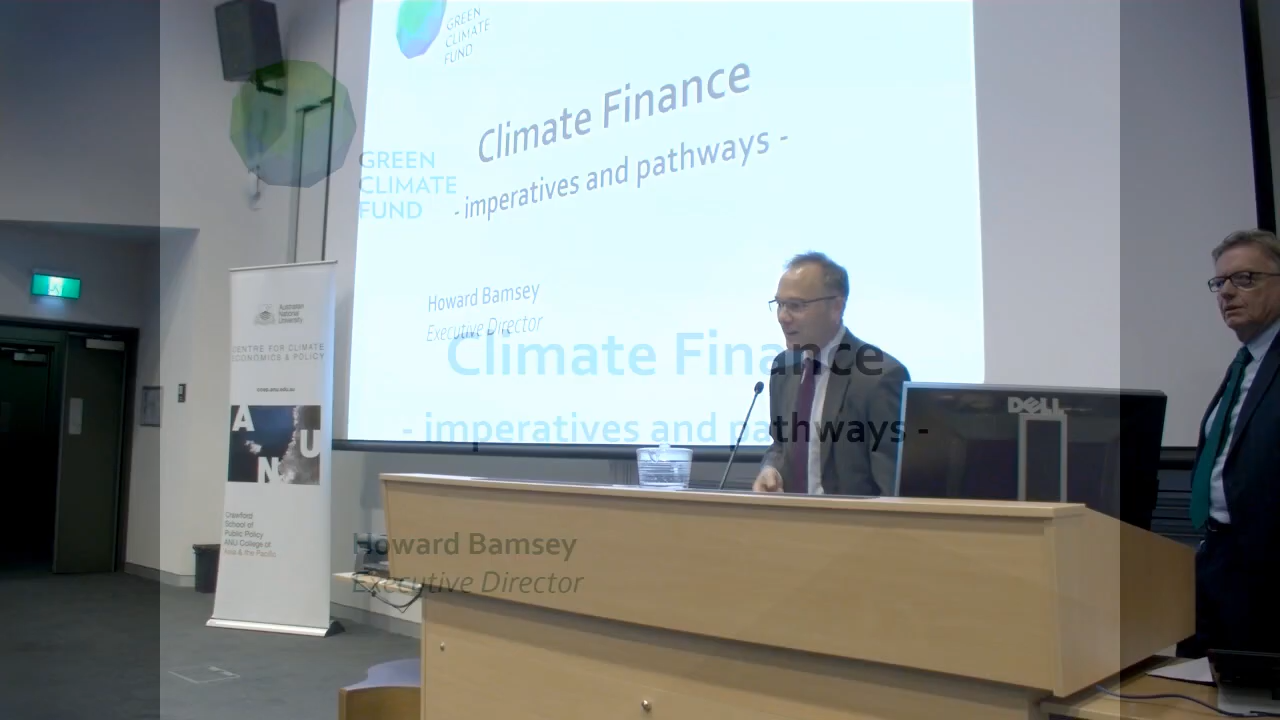 GREEN
CLIMATE
FUND
Climate Finance
- imperatives and pathways -
Howard Bamsey
Executive Director
GREEN
CLIMATE
FUND
Climate Finance
- imperatives and pathways -
Howard Bamsey
Executive Director
Australian
National
University
CENTRE FOR CLIMATE
ECONOMICS & POLICY
A
N
U
Crawford
School of
Public Policy
ANU College of
Asia & the Pacific
DELL